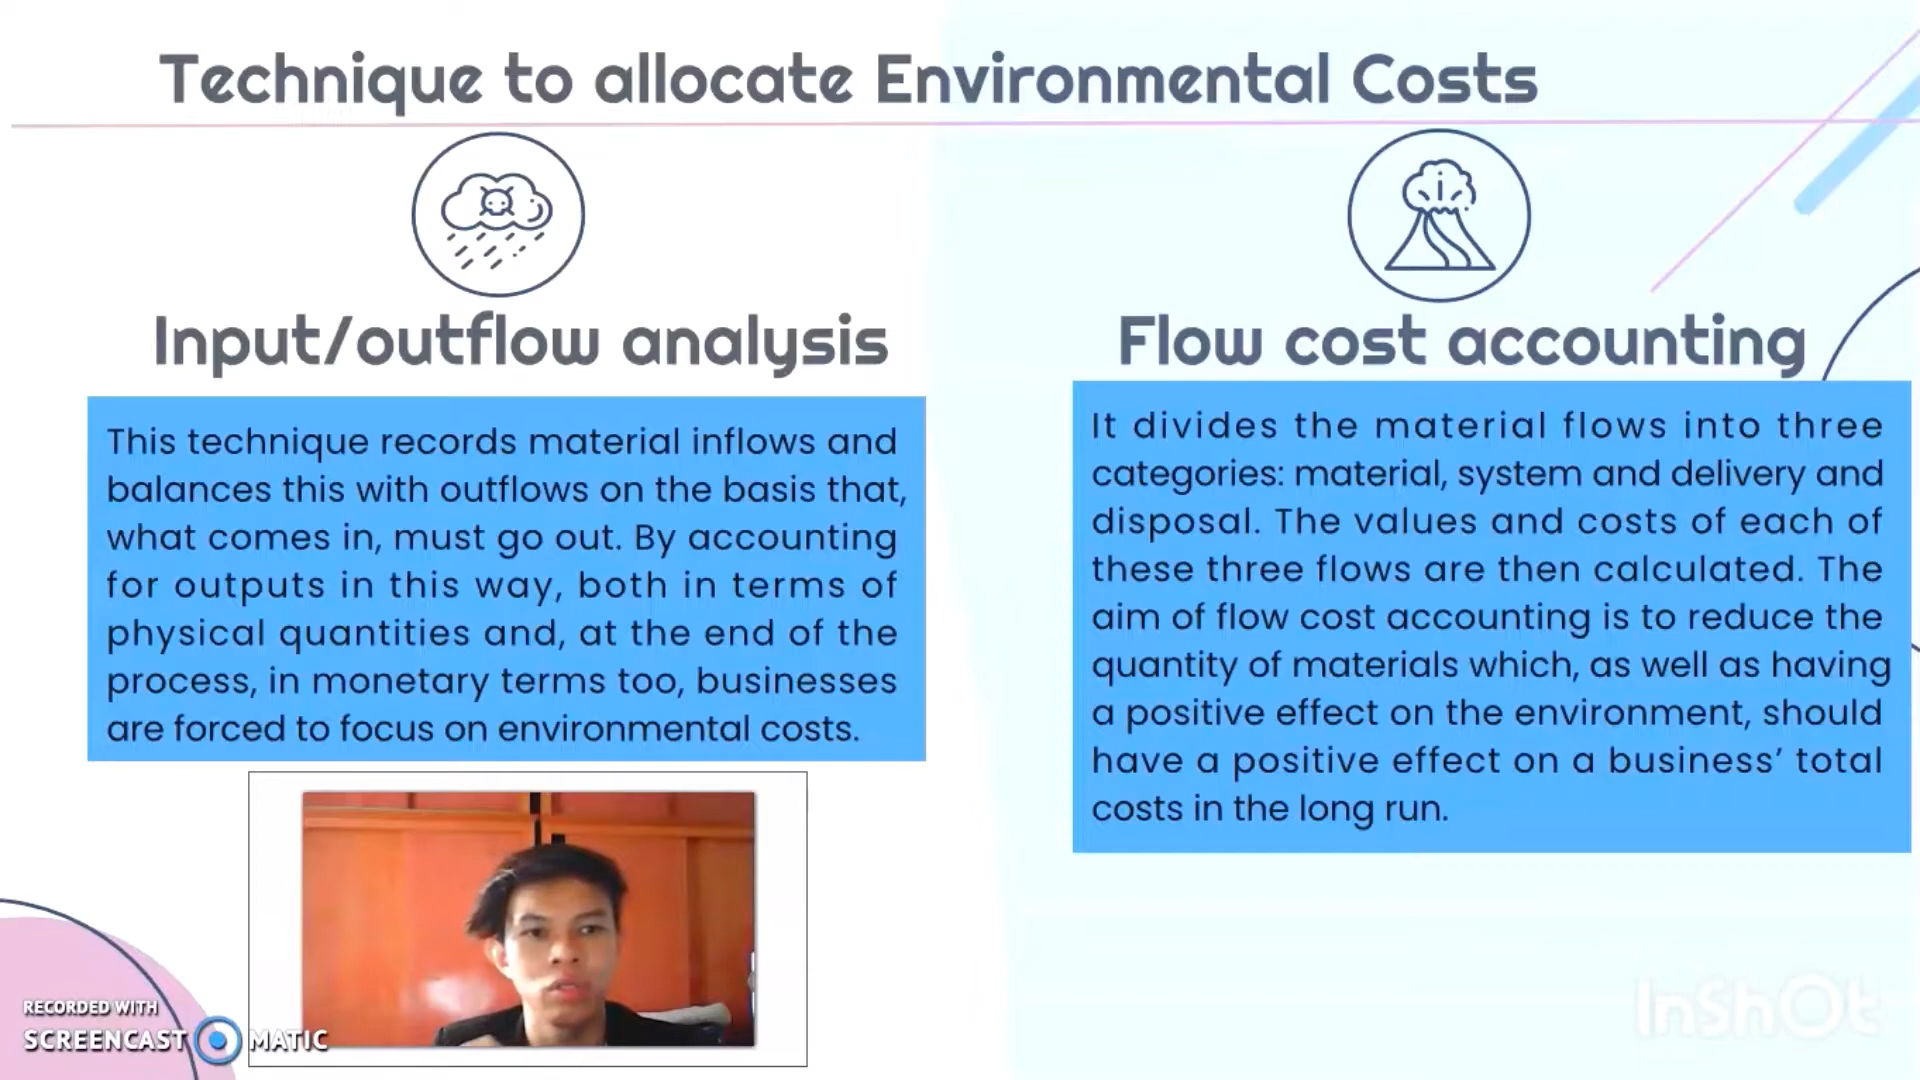 Technique to allocate Environmental Costs
Input/outflow analysis
This technique records material inflows and
balances this with outflows on the basis that,
what comes in, must go out. By accounting
for outputs in this way, both in terms of
physical quantities and, at the end of the
process, in monetary terms too, businesses
are forced to focus on environmental costs.
Flow cost accounting
It divides the material flows into three
categories: material, system and delivery and
disposal. The values and costs of each of
these three flows are then calculated. The
aim of flow cost accounting is to reduce the
quantity of materials which, as well as having
a positive effect on the environment, should
have a positive effect on a business’ total
costs in the long run.
RECORDED WITH
SCREENCAST MATIC
InShOt